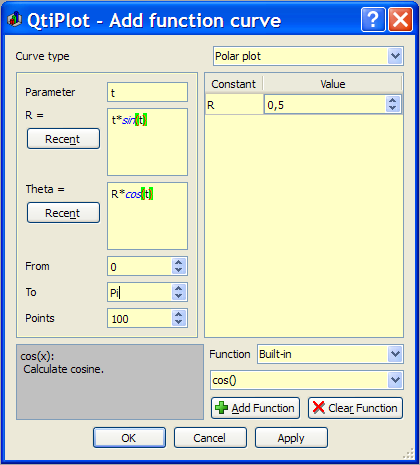 QtiPlot - Add function curve
Curve type
Polar plot
Parameter
t
R =
t*sin(t)
Recent
Theta =
R*cos(t)
Recent
From
0
To
Pi
Points
100
Constant Value
R 0,5
cos(x):
Calculate cosine.
Function
Built-in
cos()
Add Function
Clear Function
OK
Cancel
Apply